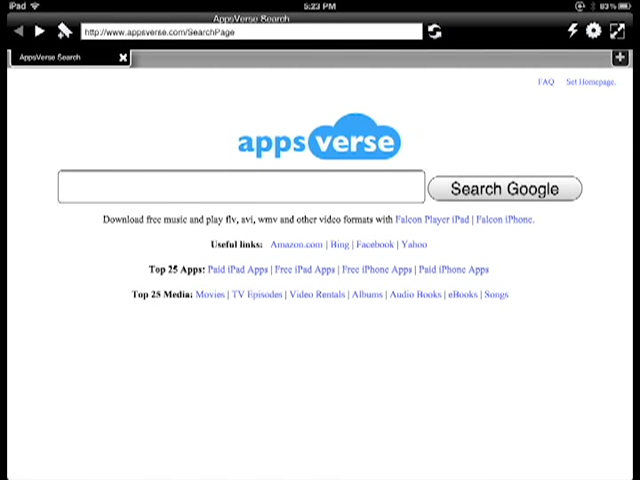 iPad 5:23 PM 83%
AppsVerse Search
http://www.appsverse.com/SearchPage
AppsVerse Search
FAQ Set Homepage.
apps verse
Search Google
Download free music and play flv, avi, wmv and other video formats with Falcon Player iPad | Falcon iPhone.
Useful links: Amazon.com | Bing | Facebook | Yahoo
Top 25 Apps: Paid iPad Apps | Free iPad Apps | Free iPhone Apps | Paid iPhone Apps
Top 25 Media: Movies | TV Episodes | Video Rentals | Albums | Audio Books | eBooks | Songs